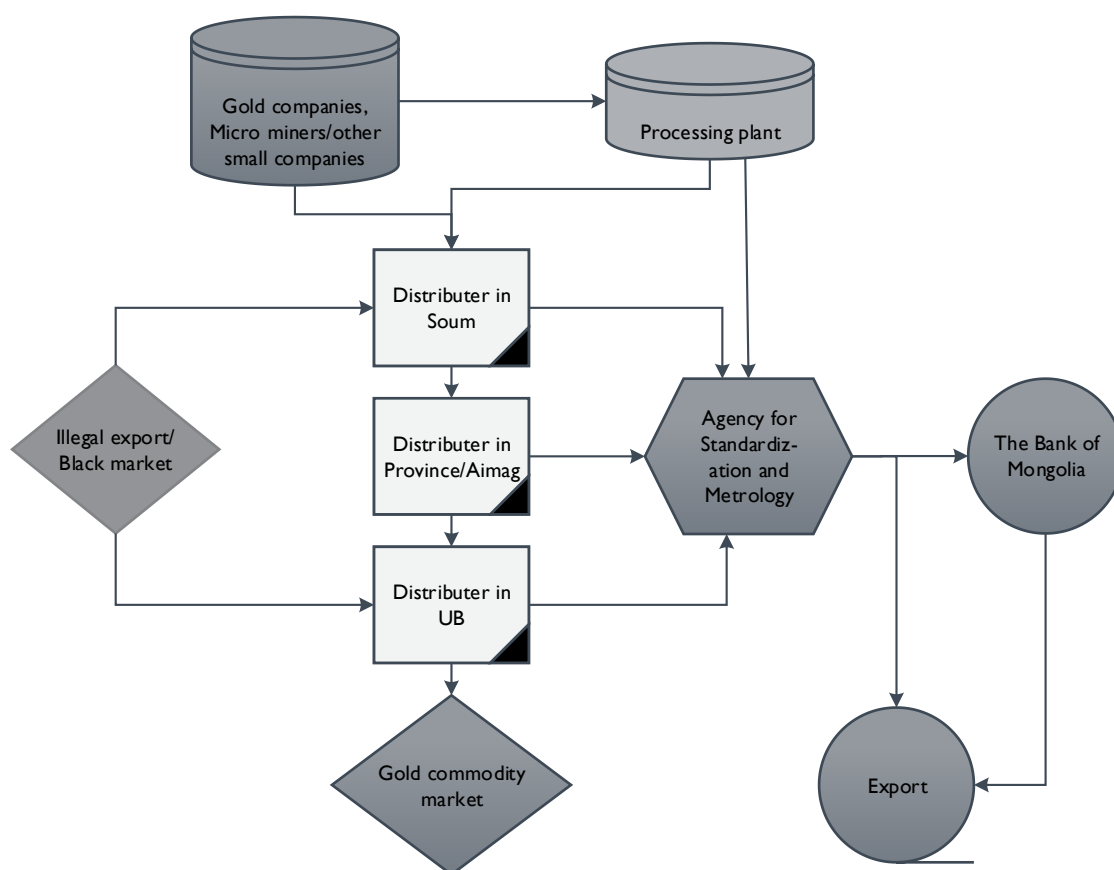 Gold companies,
Micro miners/other
small companies
Processing plant
Distributer in
Soum
Illegal export/
Black market
Distributer in
Province/Aimag
Agency for
Standardiz-
ation and
Metrology
The Bank of
Mongolia
Distributer in
UB
Gold commodity
market
Export